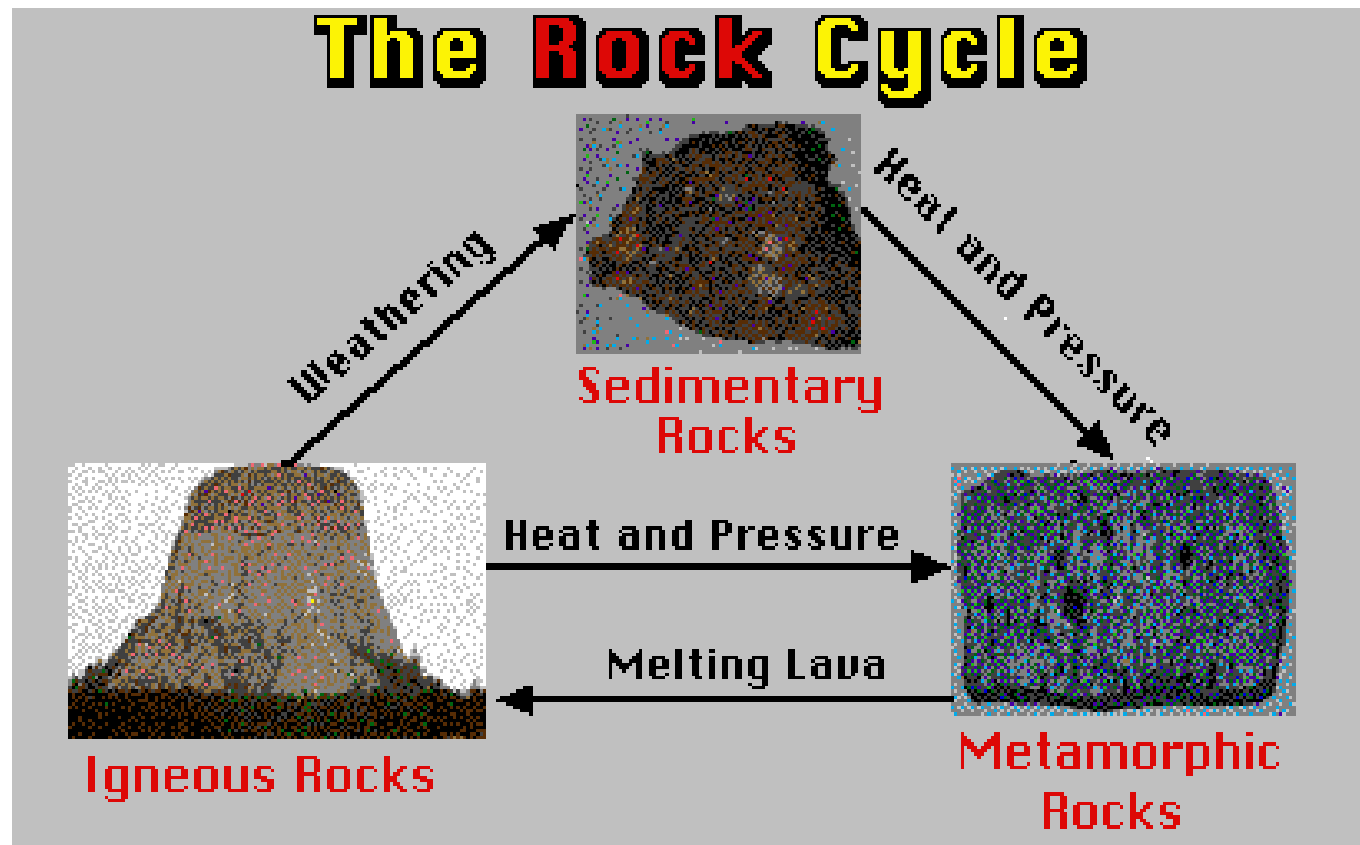 The Rock Cycle
Weathering
Heat and Pressure
Sedimentary
Rocks
Heat and Pressure
Melting Lava
Igneous Rocks
Metamorphic
Rocks